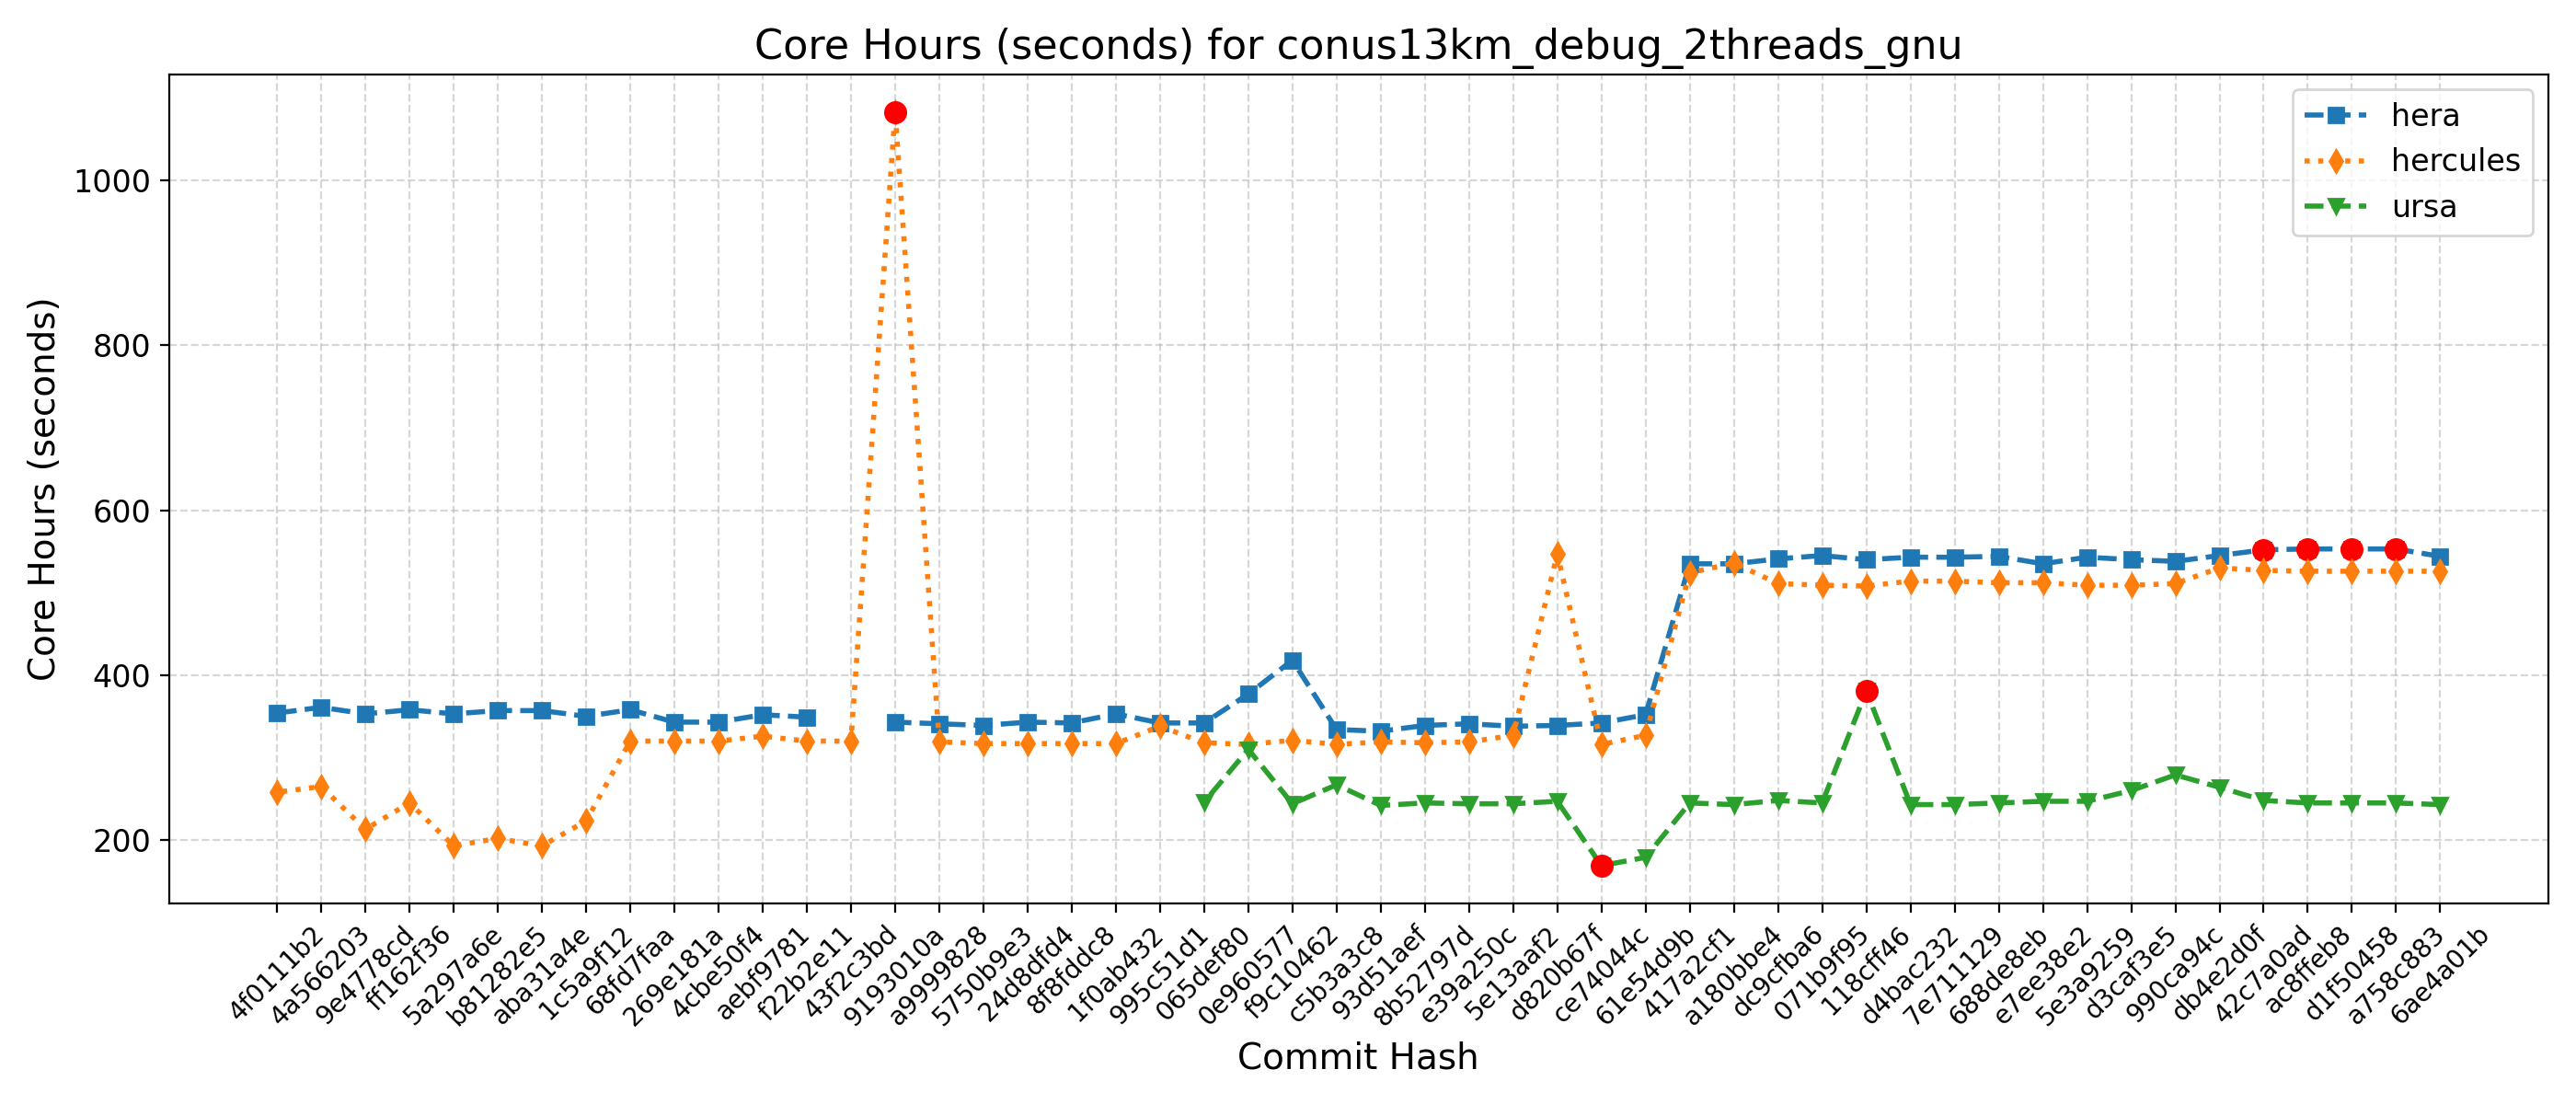 Core Hours (seconds) for conus13km_debug_2threads_gnu
hera
hercules
ursa
Core Hours (seconds)
1000
800
600
400
200
4f0111b2
4a566203
9e4778cd
ff162f36
5a297a6e
b81282e5
aba31a4e
1c5a9f12
68fd7faa
269e181a
4cbe50f4
aebf9781
f22b2e11
43f2c3bd
9193010a
a9999828
5750b9e3
24d8dfd4
8f8fddc8
1f0ab432
995c51d1
065def80
0e960577
f9c10462
c5b3a3c8
93d51aef
8b52797d
e39a250c
5e13aaf2
d820b67f
ce74044c
61e54d9b
417a2cf1
a180bbe4
dc9cfba6
071b9f95
118cff46
d4bac232
7e711129
688de8eb
e7ee38e2
5e3a9259
d3caf3e5
990ca94c
db4e2d0f
42c7a0ad
ac8ffeb8
d1f50458
a758c883
6ae4a01b
Commit Hash